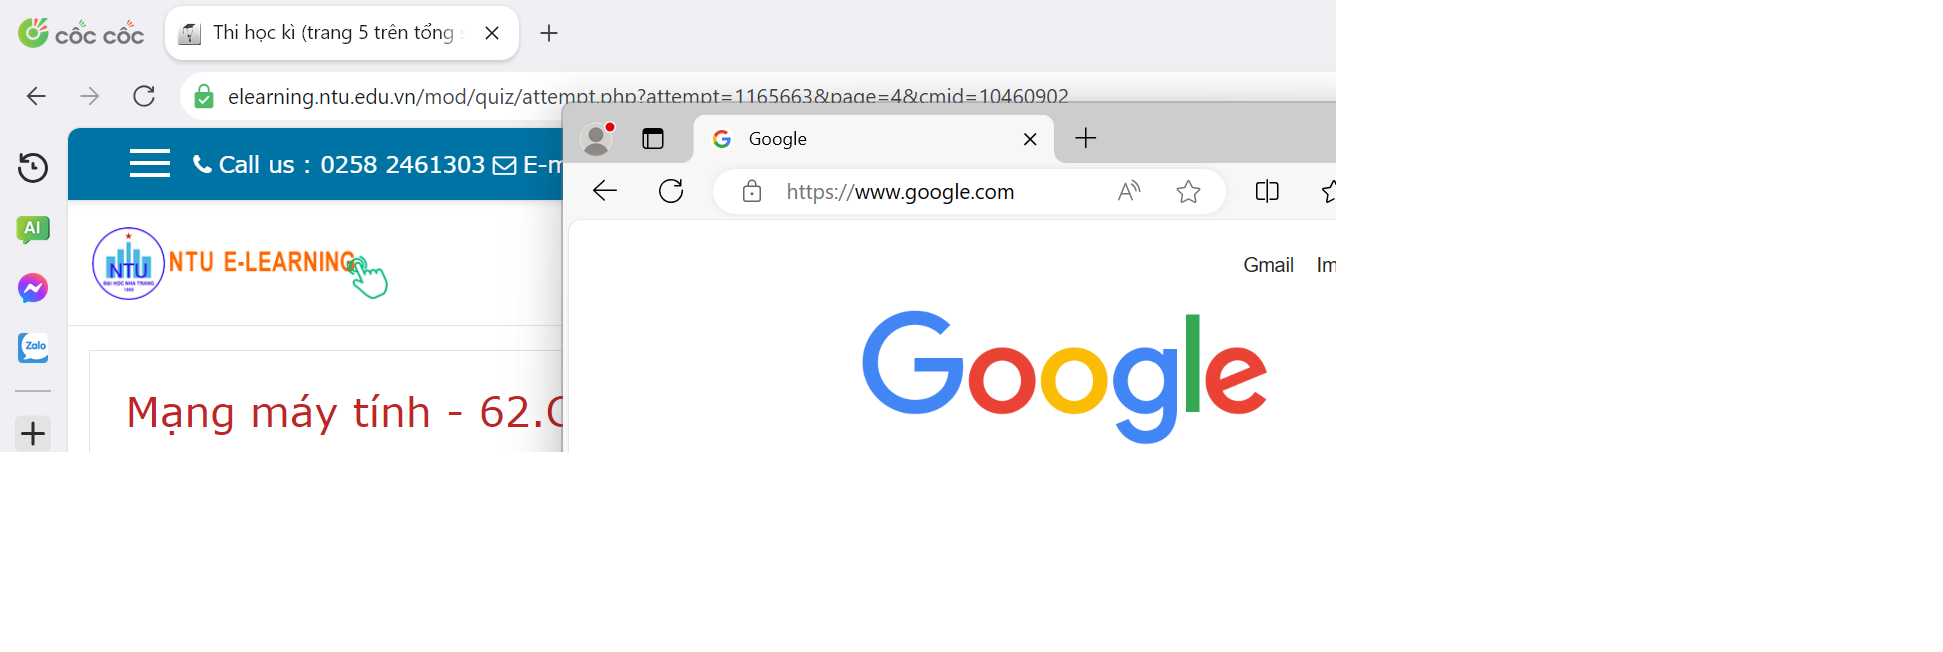 cốc cốc
Thi học kì (trang 5 trên tổng
elearning.ntu.edu.vn/mod/quiz/attempt.php?attempt=1165663&page=4&cmid=10460902
Google
Call us : 0258 2461303 E-m
https://www.google.com
AI
NTU
ĐẠI HỌC NHA TRANG
1959
NTU E-LEARNING
Gmail Im
Zalo
Google
Mạng máy tính - 62.C